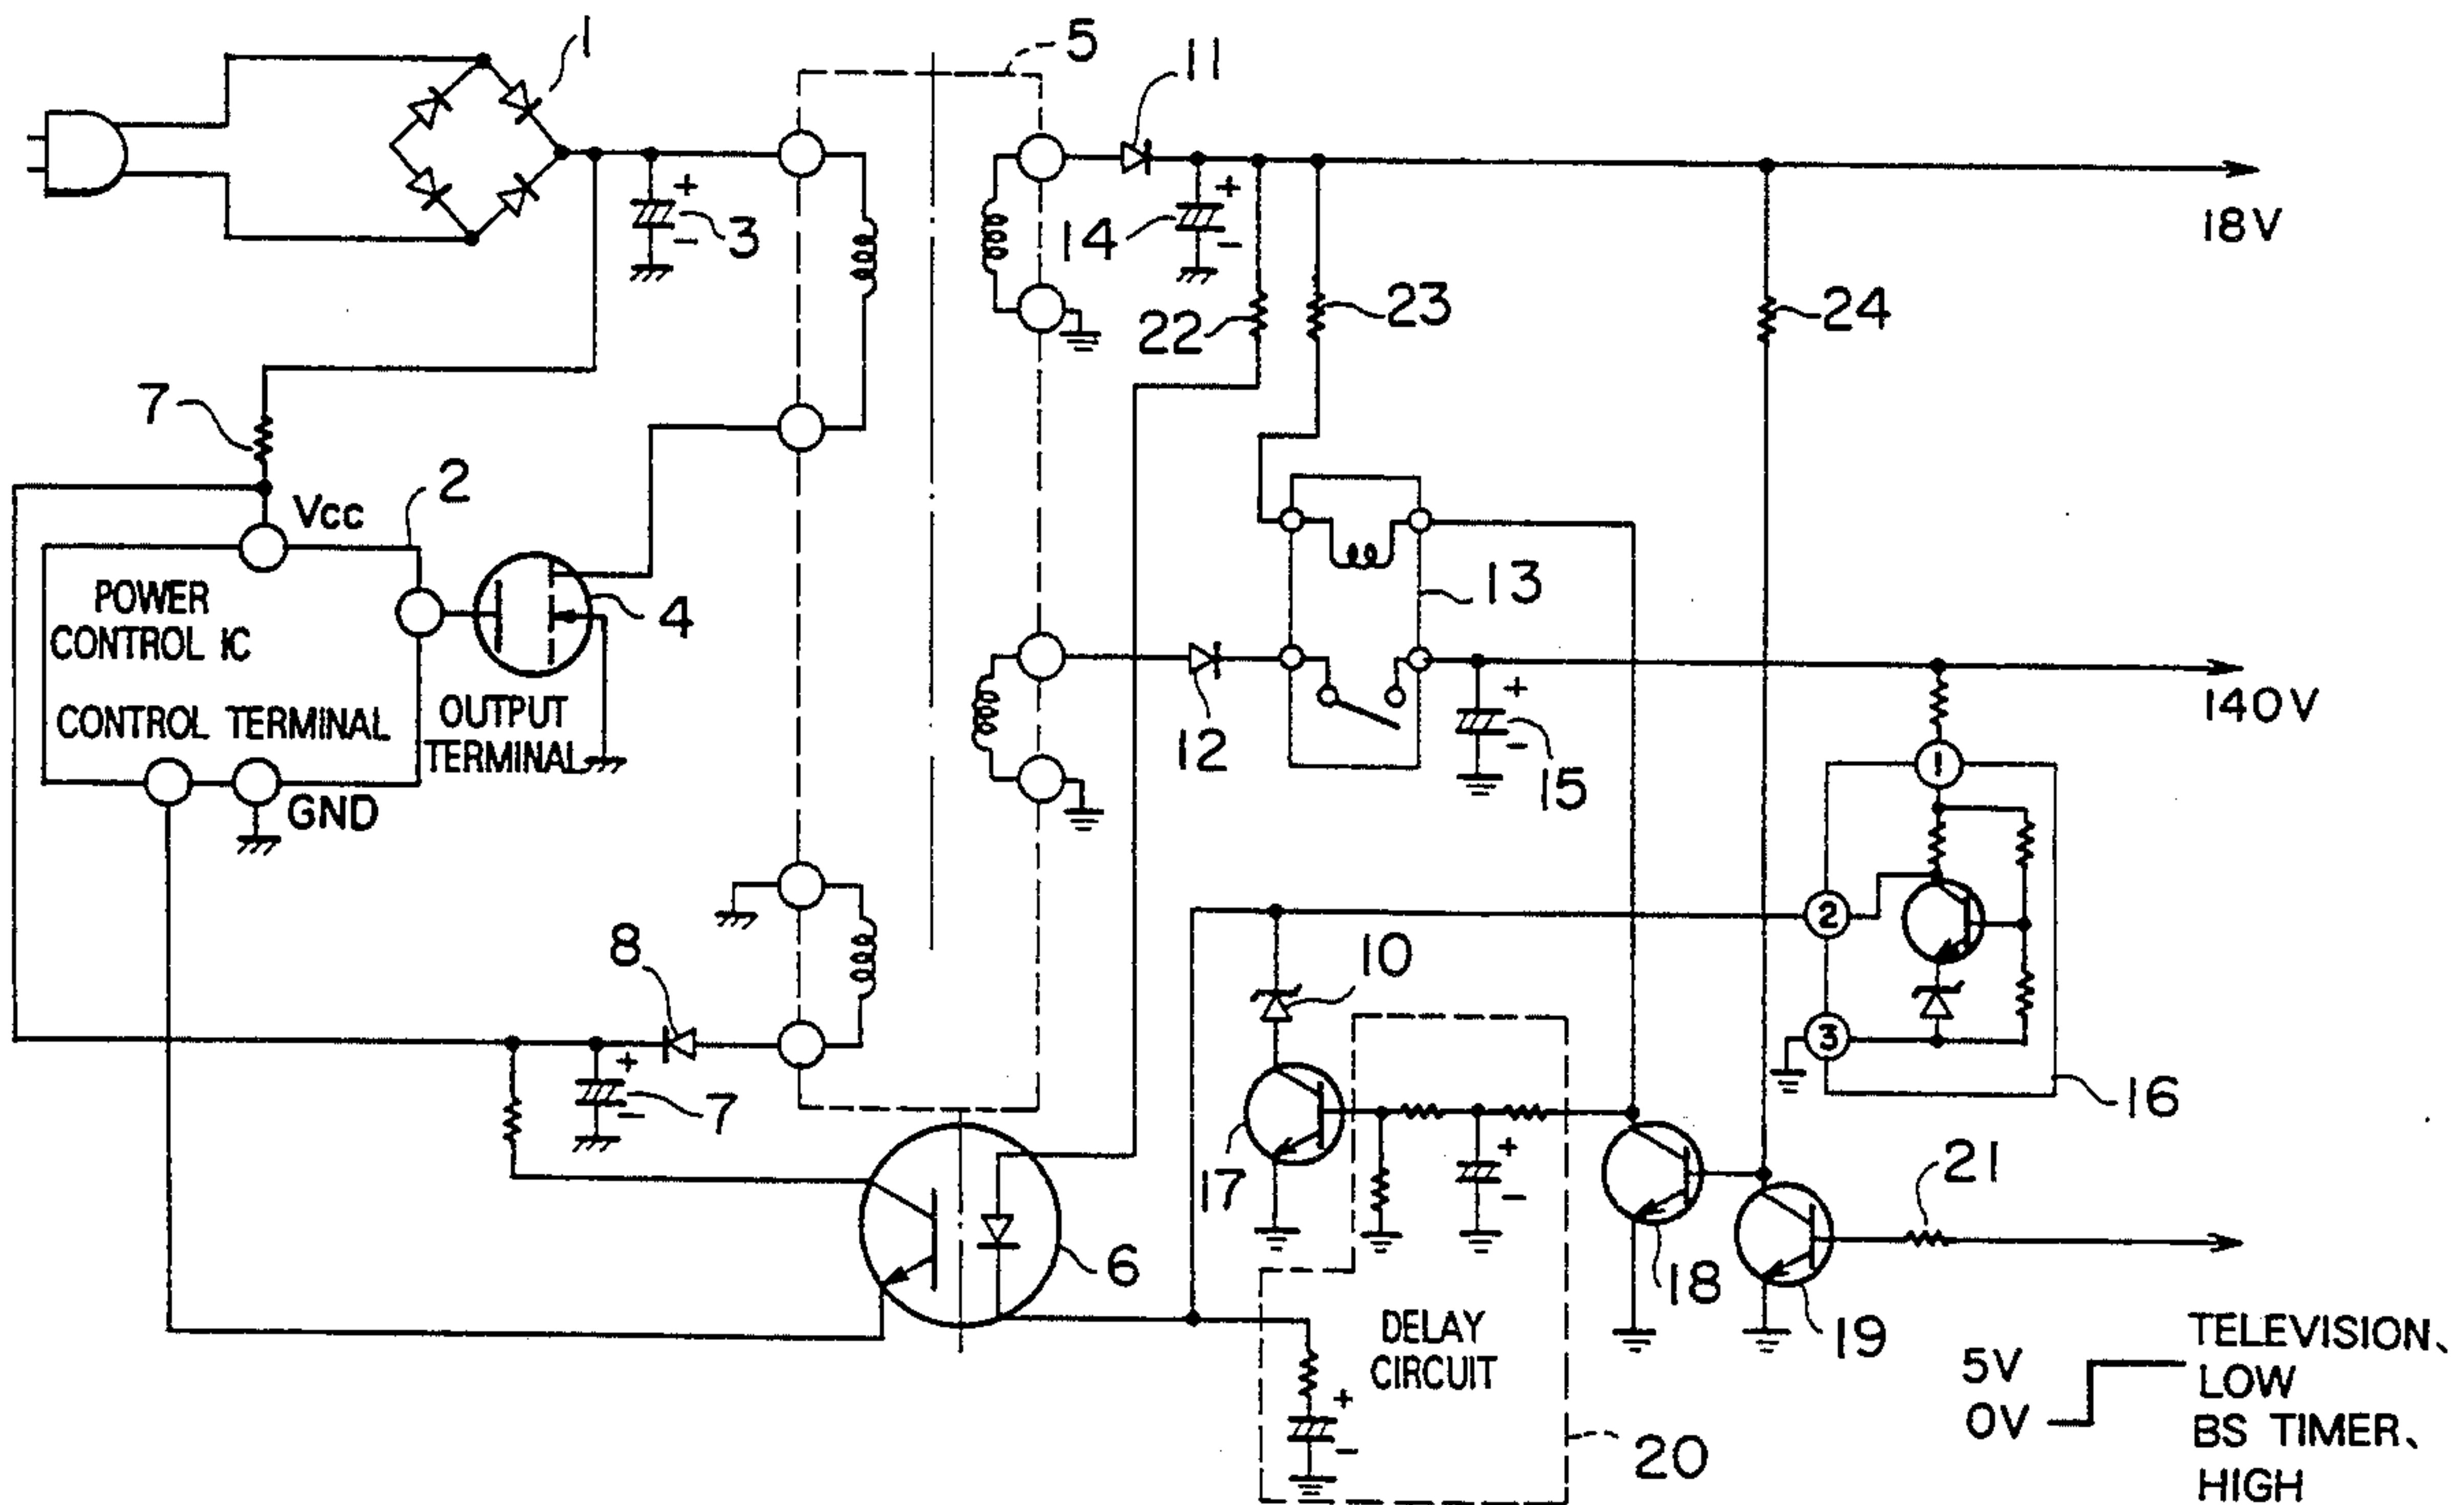 1
5
11
+
-
3
+
-
14
18V
22
23
24
7
2
Vcc
POWER
CONTROL IC
4
13
CONTROL TERMINAL
OUTPUT
TERMINAL
GND
12
+
-
15
140V
1
2
3
16
8
10
+
-
7
17
+
-
18
21
6
19
DELAY
CIRCUIT
+
-
20
5V
0V
TELEVISION、
LOW
BS TIMER、
HIGH